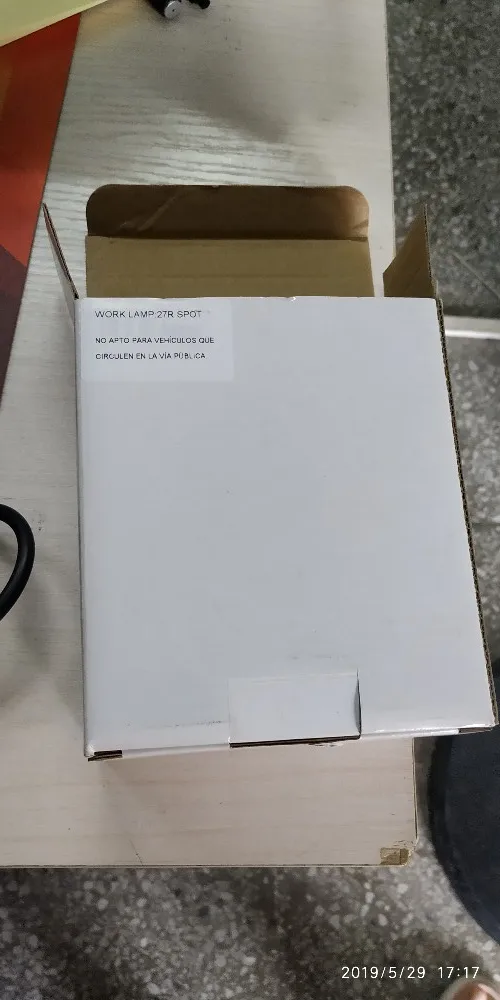 WORK LAMP 27R SPOT
NO APTO PARA VEHÍCULOS QUE
CIRCULEN EN LA VÍA PÚBLICA
2019/5/29 17:17